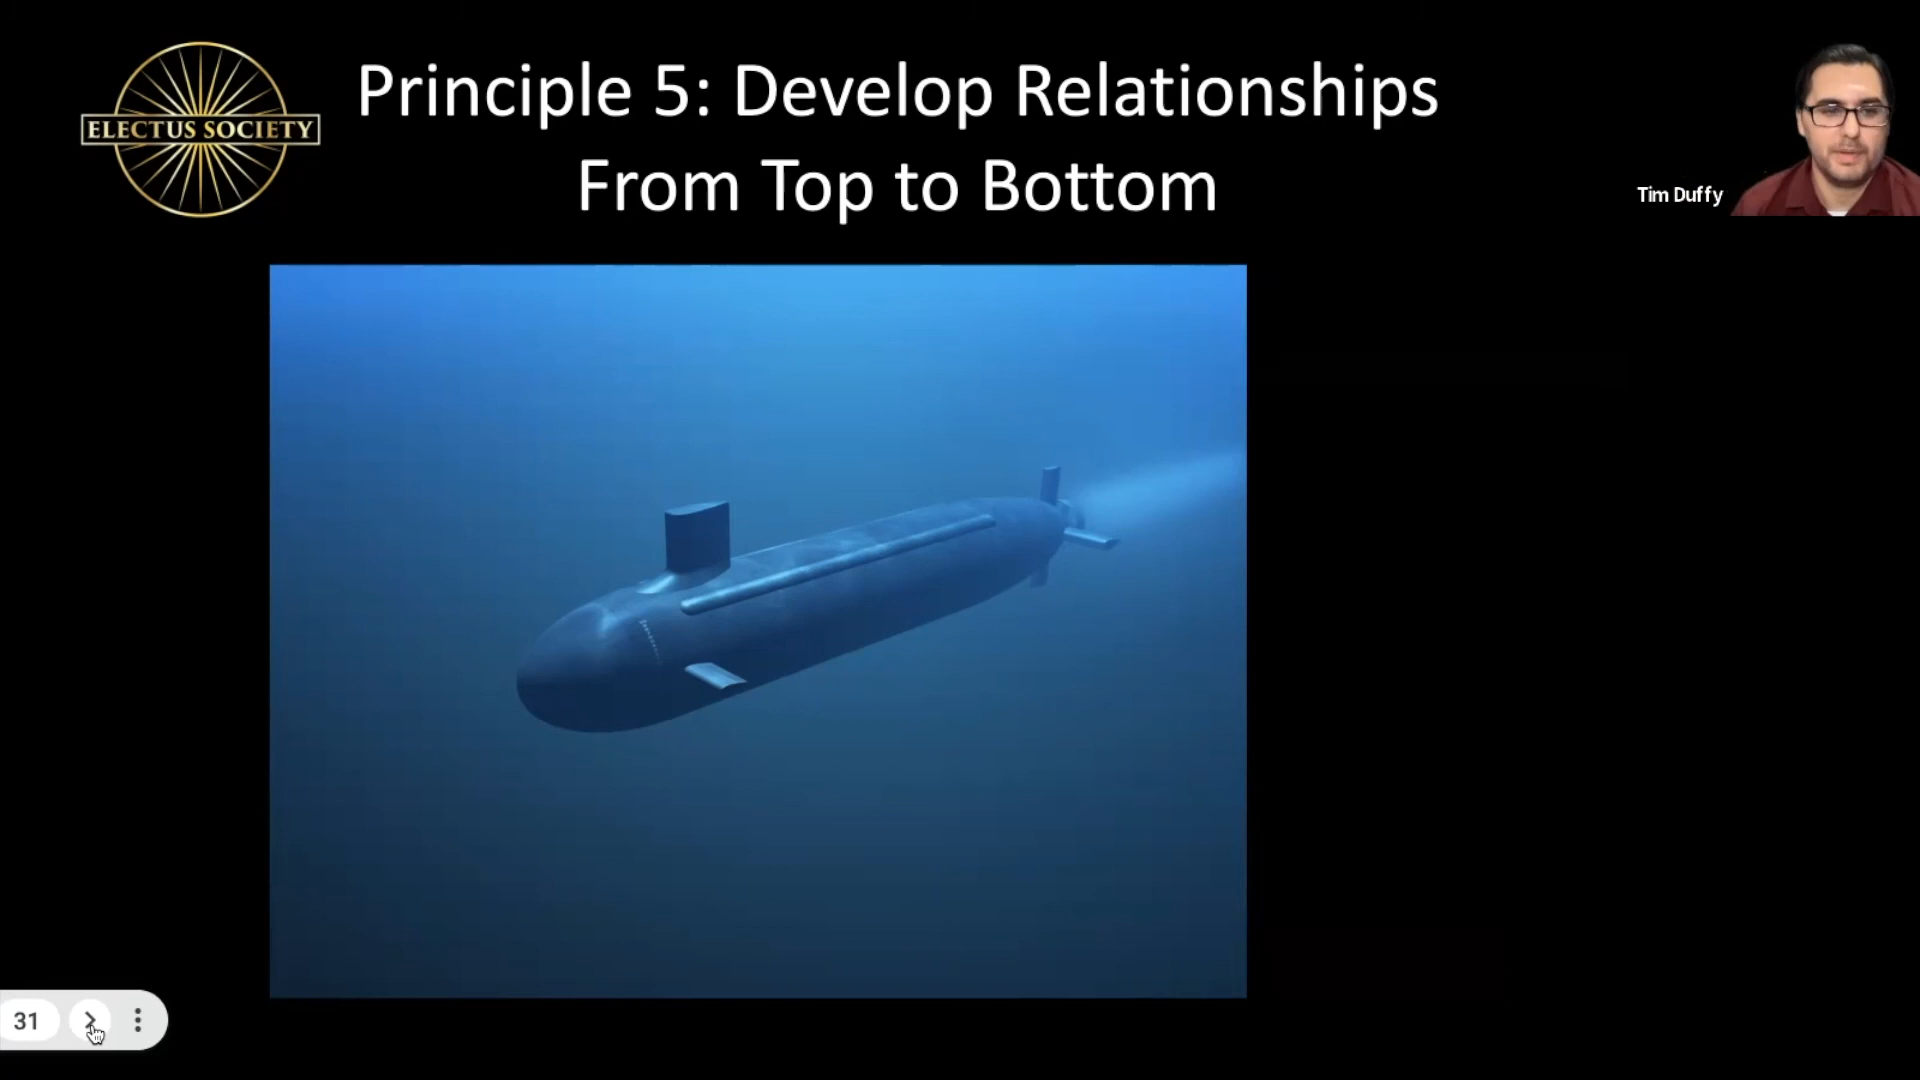 ELECTUS SOCIETY
Principle 5: Develop Relationships
From Top to Bottom
Tim Duffy
31